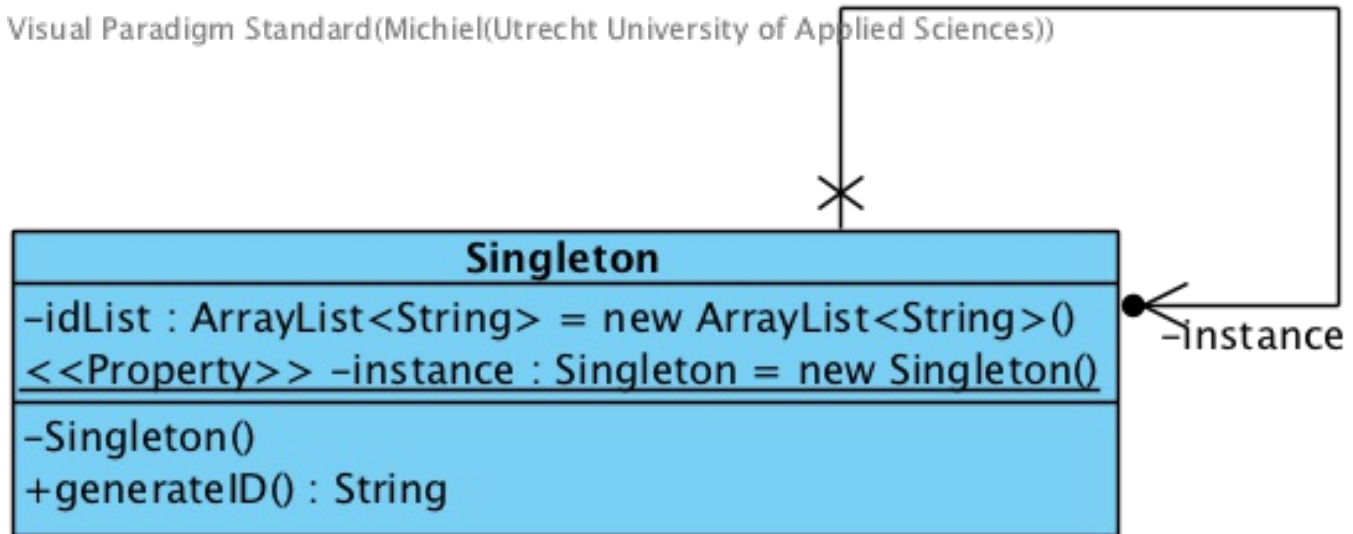 Visual Paradigm Standard(Michiel(Utrecht University of Applied Sciences))
Singleton
-idList : ArrayList<String> = new ArrayList<String>()
<<Property>> -instance : Singleton = new Singleton()
-instance
-Singleton()
+generateID() : String